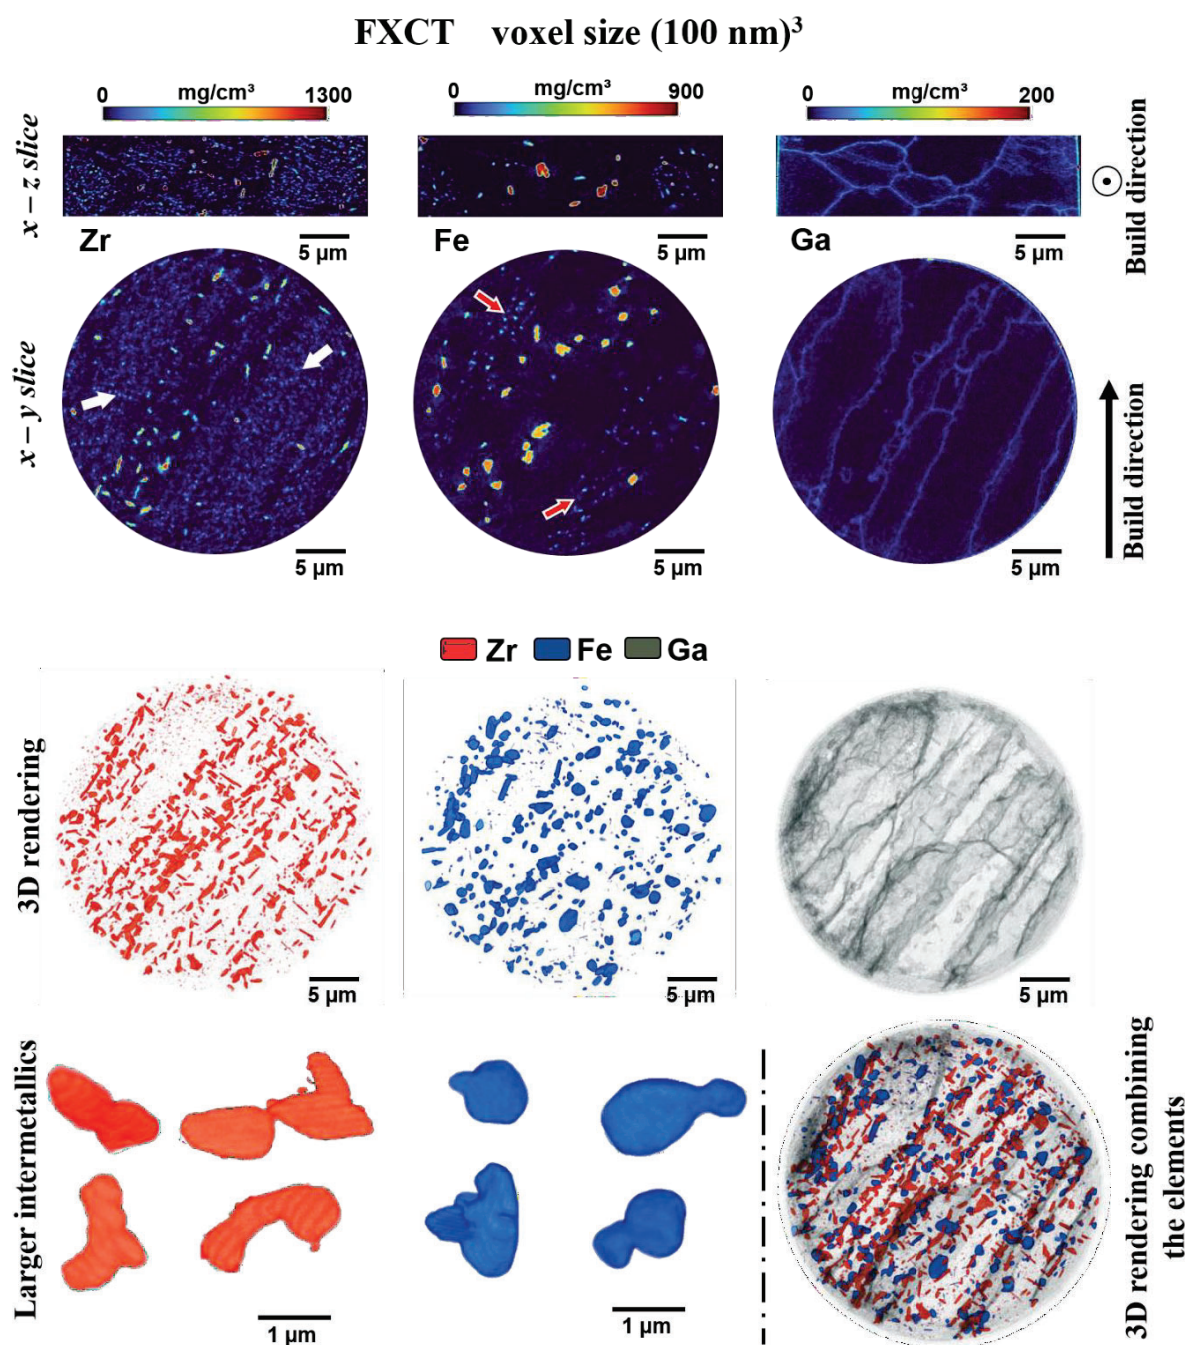 FXCT voxel size (100 nm)³
mg/cm³
0 1300
mg/cm³
0 900
mg/cm³
0 200
x – z slice
Build direction
Zr
5 µm
Fe
5 µm
Ga
5 µm
x – y slice
Build direction
5 µm
5 µm
5 µm
Zr Fe Ga
3D rendering
5 µm
5 µm
5 µm
Larger intermetallics
1 µm
1 µm
3D rendering combining
the elements